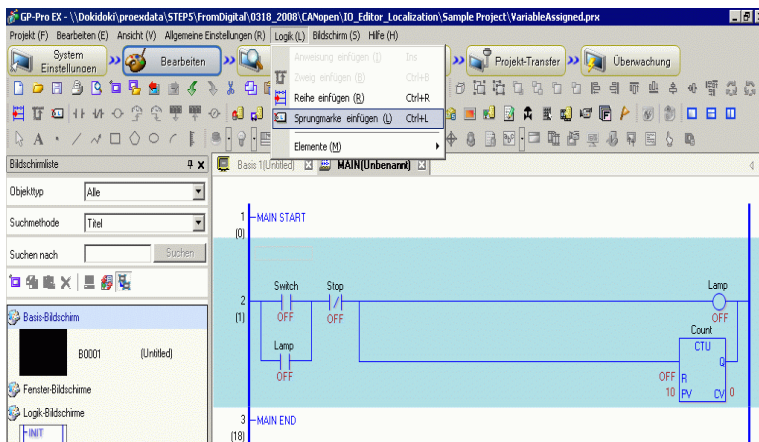 GP-Pro EX - \\Dokidoki\proexdata\STEP5\FromDigital\0318_2008\CANopen\IO_Editor_Localization\Sample Project\VariableAssigned.prx
Projekt (F) Bearbeiten (E) Ansicht (V) Allgemeine Einstellungen (R) Logik (L) Bildschirm (S) Hilfe (H)
System Einstellungen
Bearbeiten
Projekt-Transfer
Überwachung
Anweisung einfügen (I) Ins
Zweig einfügen (B) Ctrl+B
Reihe einfügen (R) Ctrl+R
Sprungmarke einfügen (L) Ctrl+L
Elemente (M)
Bildschirmliste
Basis 1(Untitled)
MAIN(Unbenannt)
Objekttyp Alle
Suchmethode Titel
Suchen nach Suchen
Basis-Bildschirm
B0001 (Untitled)
Fenster-Bildschirme
Logik-Bildschirme
INIT
1 MAIN START
(0)
Switch Stop Lamp
2
(1) OFF OFF OFF
Count
Lamp CTU
Q
OFF OFF R
10 PV CV 0
3 MAIN END
(18)